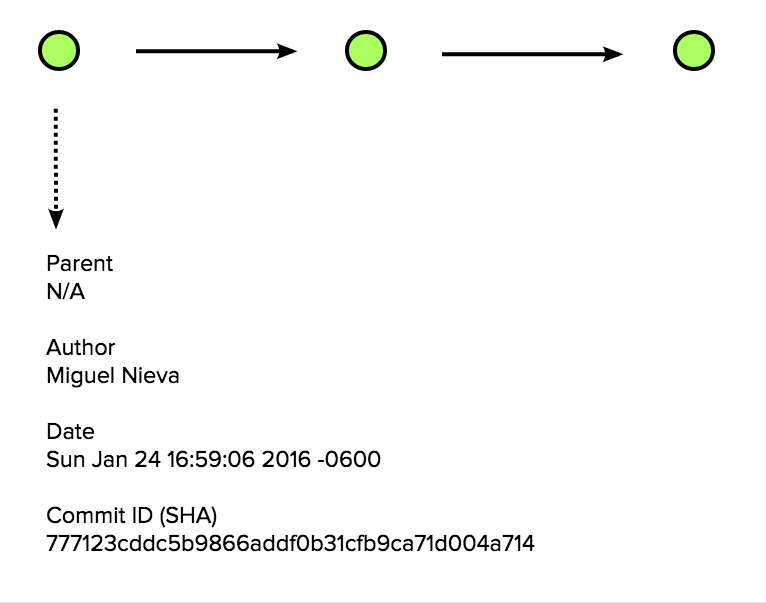 Parent
N/A
Author
Miguel Nieva
Date
Sun Jan 24 16:59:06 2016 -0600
Commit ID (SHA)
777123cddc5b9866addf0b31cfb9ca71d004a714